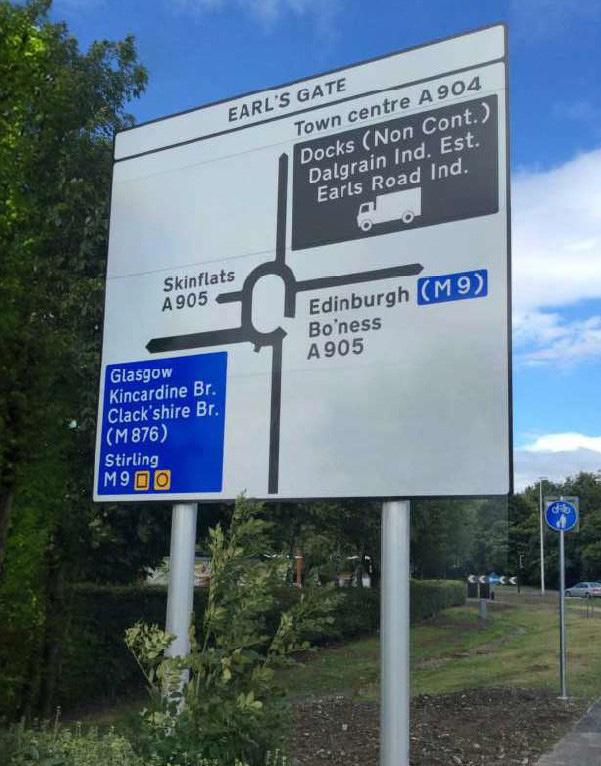 EARL'S GATE
Town centre A904
Docks (Non Cont.)
Dalgrain Ind. Est.
Earls Road Ind.
Skinflats
A905
Edinburgh (M9)
Bo'ness
A905
Glasgow
Kincardine Br.
Clack'shire Br.
(M876)
Stirling
M9